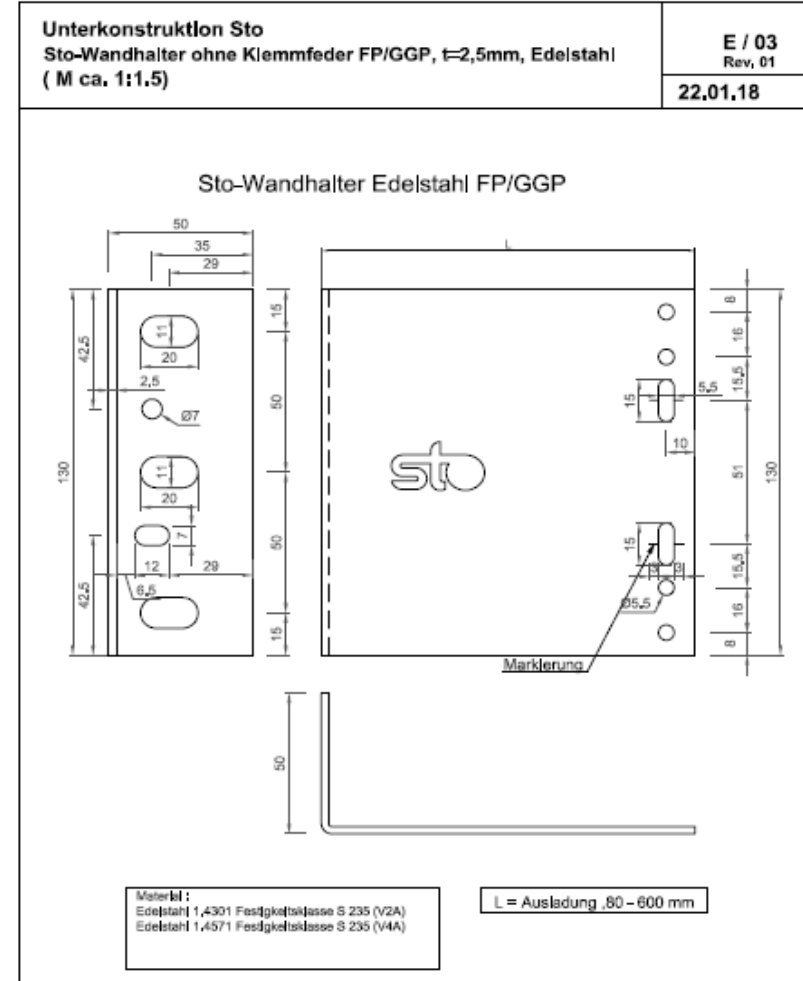 Unterkonstruktion Sto
Sto-Wandhalter ohne Klemmfeder FP/GGP, t=2,5mm, Edelstahl
( M ca. 1:1.5)
E / 03
Rev. 01
22.01.18
Sto-Wandhalter Edelstahl FP/GGP
50
35
29
L
15
8
11
16
42.5
20
2,5
15
5.5
15.5
50
Ø7
10
130
sto
51
130
11
20
7
15
50
12
29
3
3
15.5
42.5
6.5
Ø5.5
16
15
8
Markierung
50
Material :
Edelstahl 1.4301 Festigkeitsklasse S 235 (V2A)
Edelstahl 1.4571 Festigkeitsklasse S 235 (V4A)
L = Ausladung ,80 – 600 mm